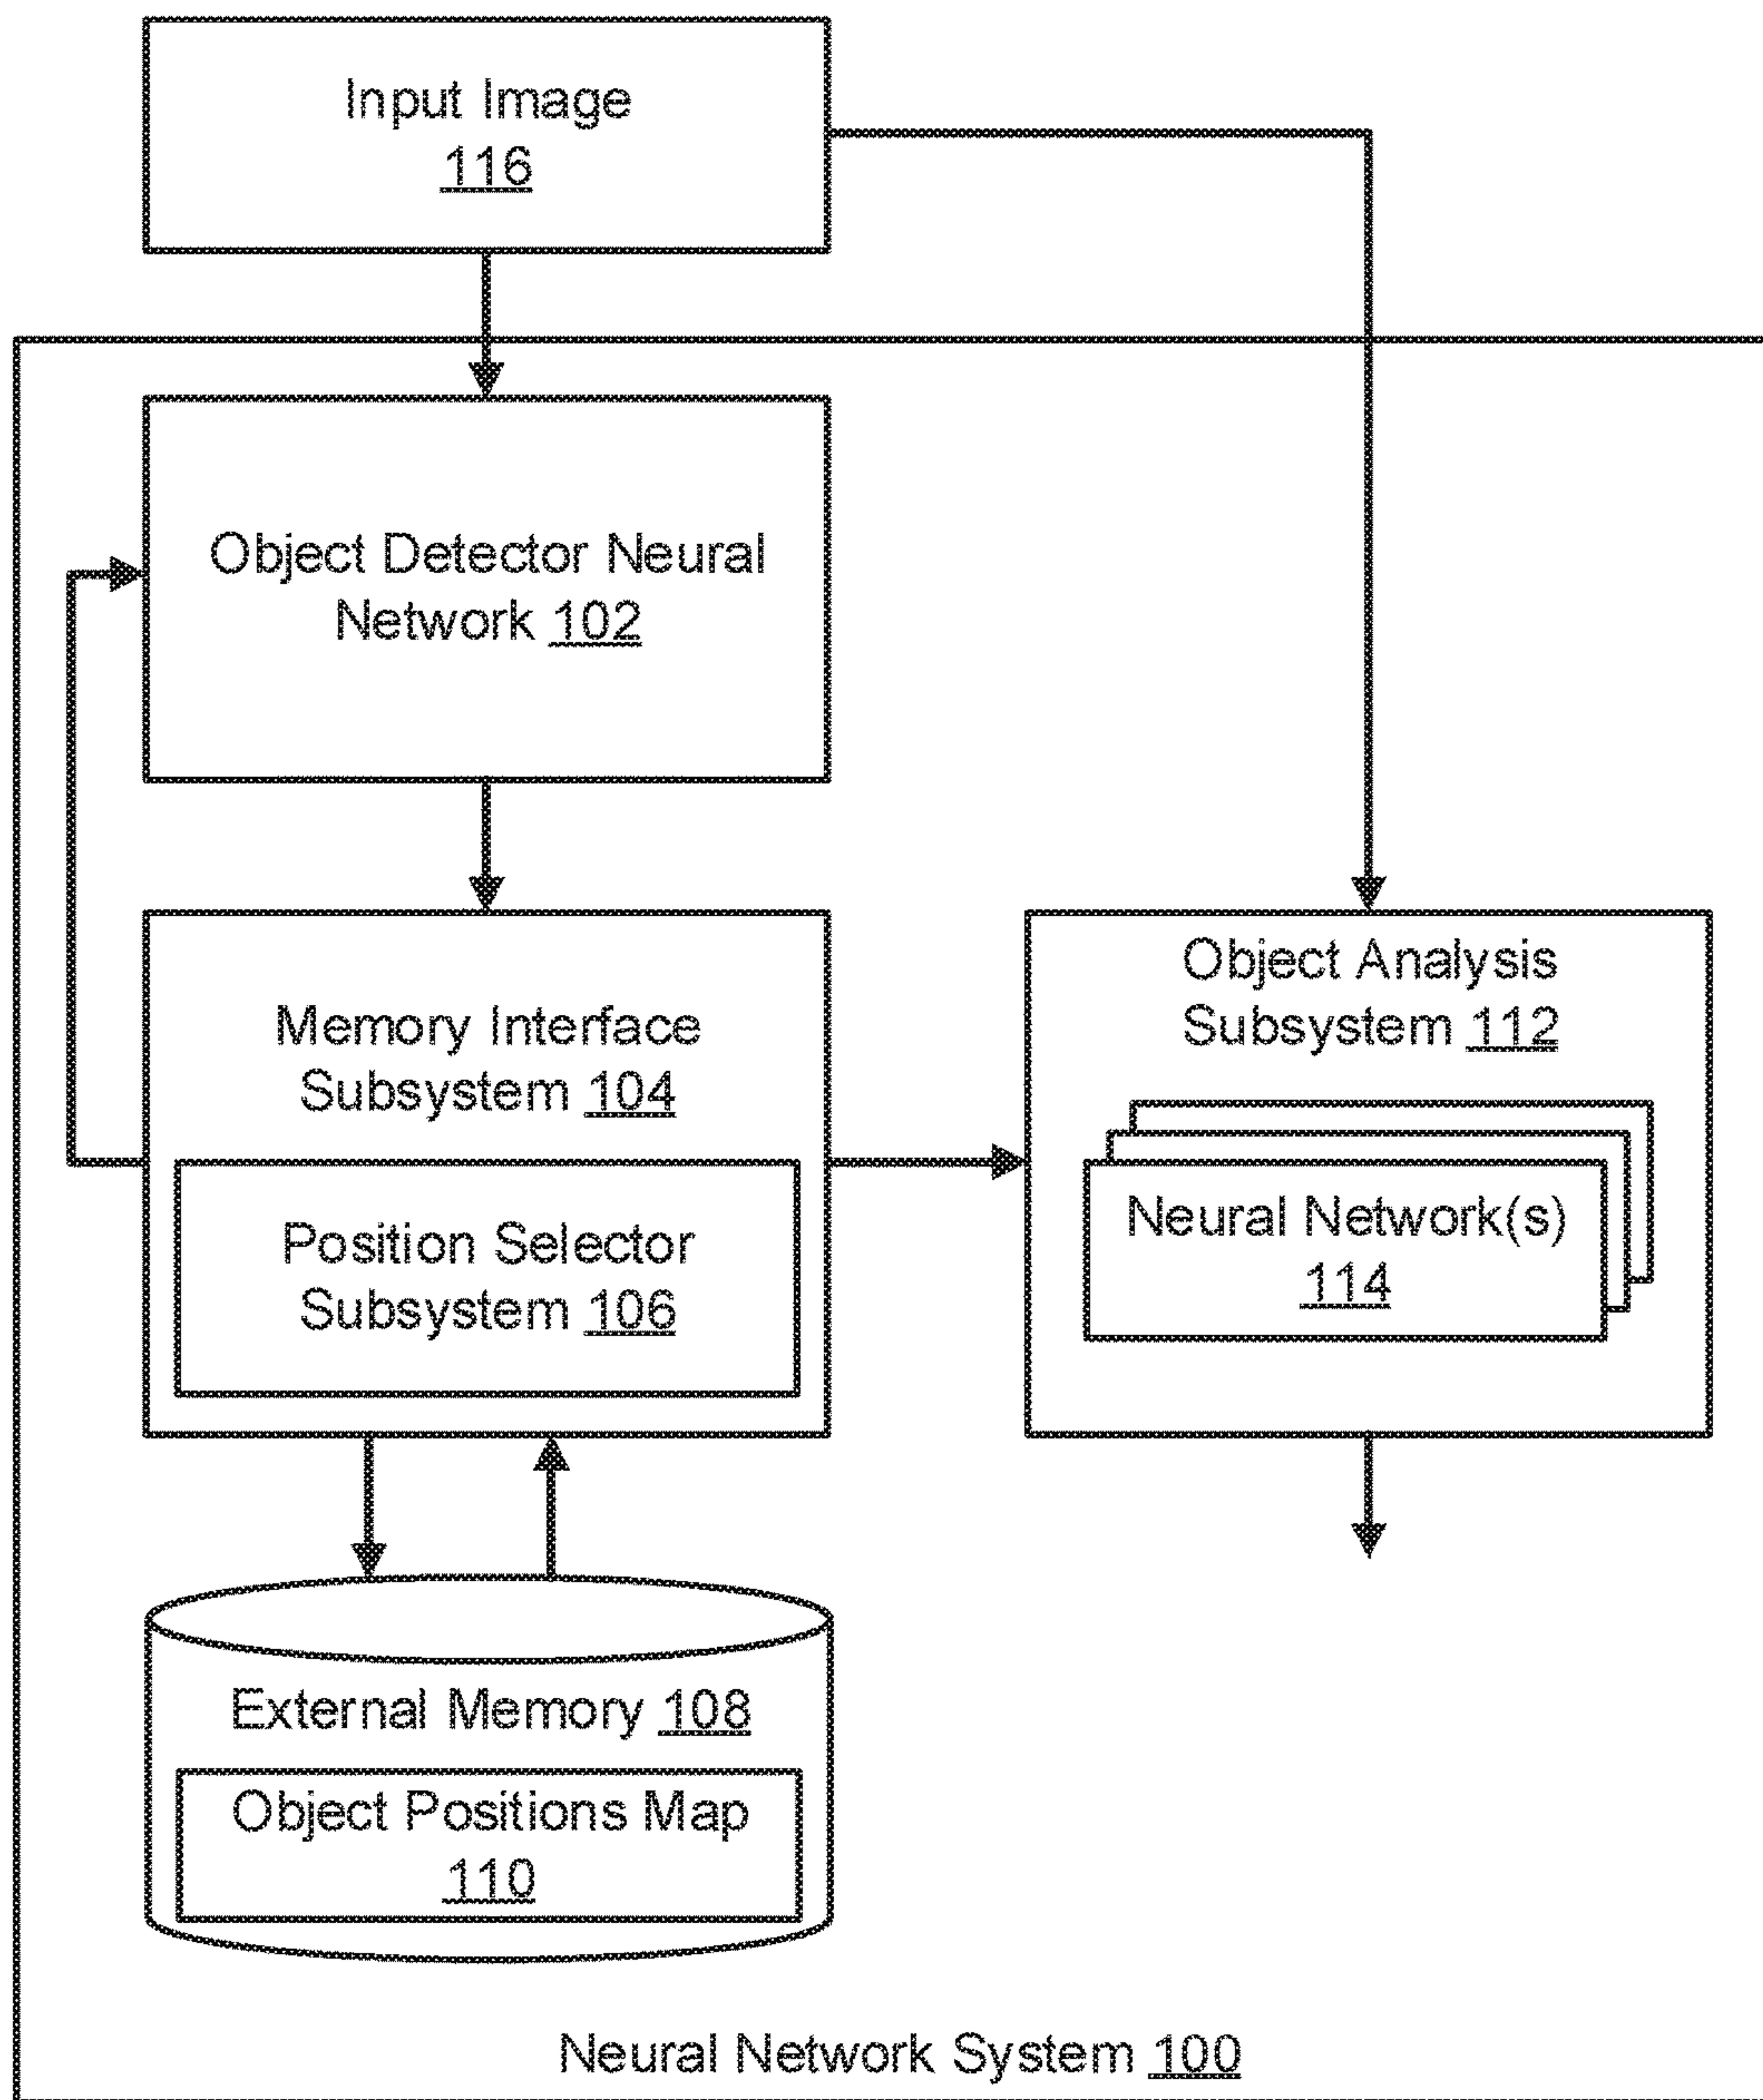 Input Image
116
Object Detector Neural
Network 102
Memory Interface
Subsystem 104
Position Selector
Subsystem 106
Object Analysis
Subsystem 112
Neural Network(s)
114
External Memory 108
Object Positions Map
110
Neural Network System 100